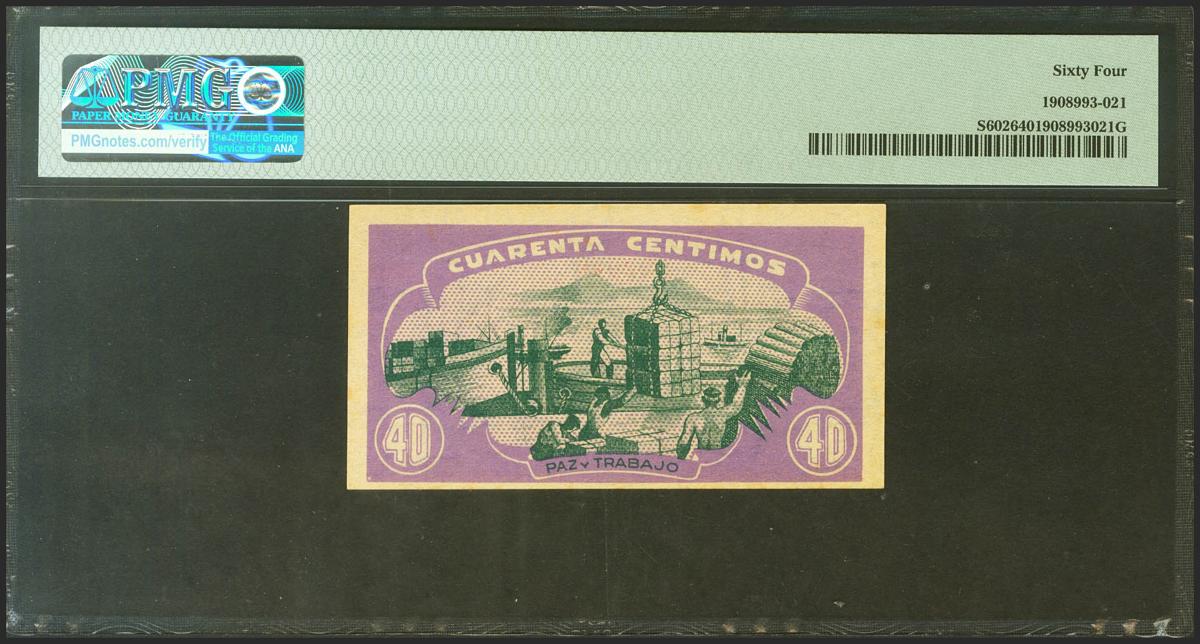 PMG
PAPER MONEY GUARANTY
PMGnotes.com/verify
The Official Grading
Service of the ANA
Sixty Four
1908993-021
S6026401908993021G
CUARENTA CENTIMOS
40
40
PAZ Y TRABAJO